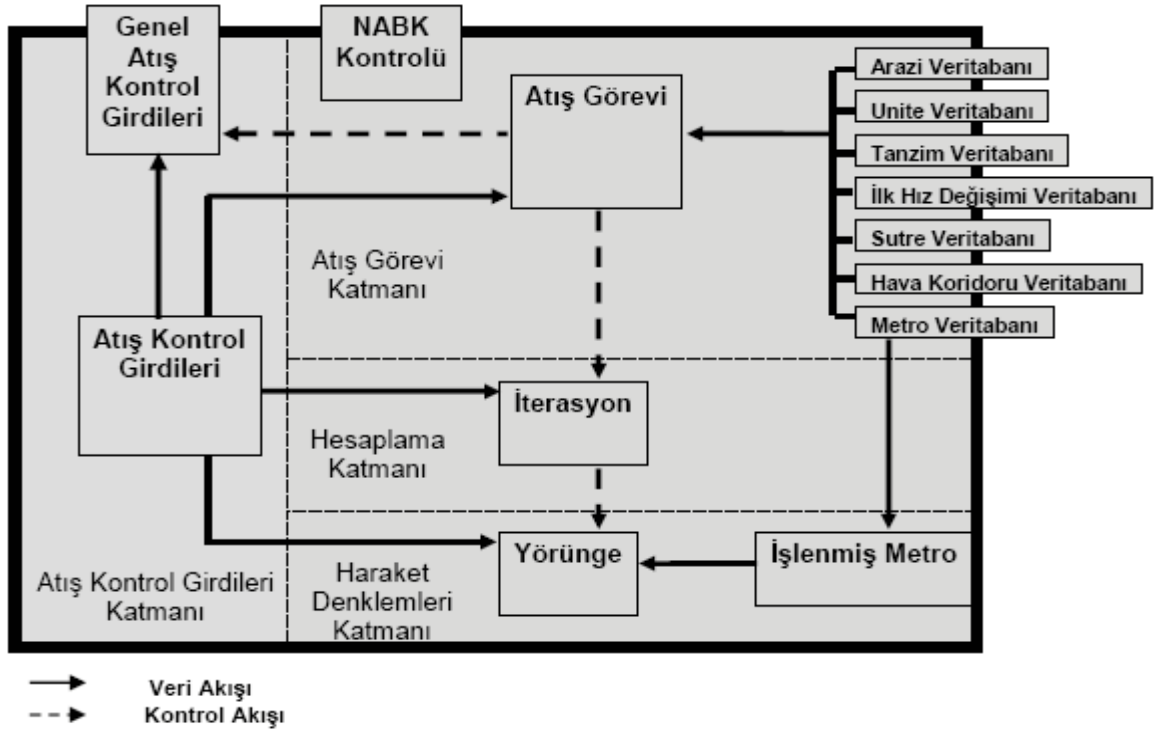 Genel
Atış
Kontrol
Girdileri
NABK
Kontrolü
Atış Görevi
Arazi Veritabanı
Unite Veritabanı
Tanzim Veritabanı
İlk Hız Değişimi Veritabanı
Sutre Veritabanı
Hava Koridoru Veritabanı
Metro Veritabanı
Atış Görevi
Katmanı
Atış Kontrol
Girdileri
İterasyon
Hesaplama
Katmanı
Yörünge
İşlenmiş Metro
Atış Kontrol Girdileri
Katmanı
Haraket
Denklemleri
Katmanı
Veri Akışı
Kontrol Akışı